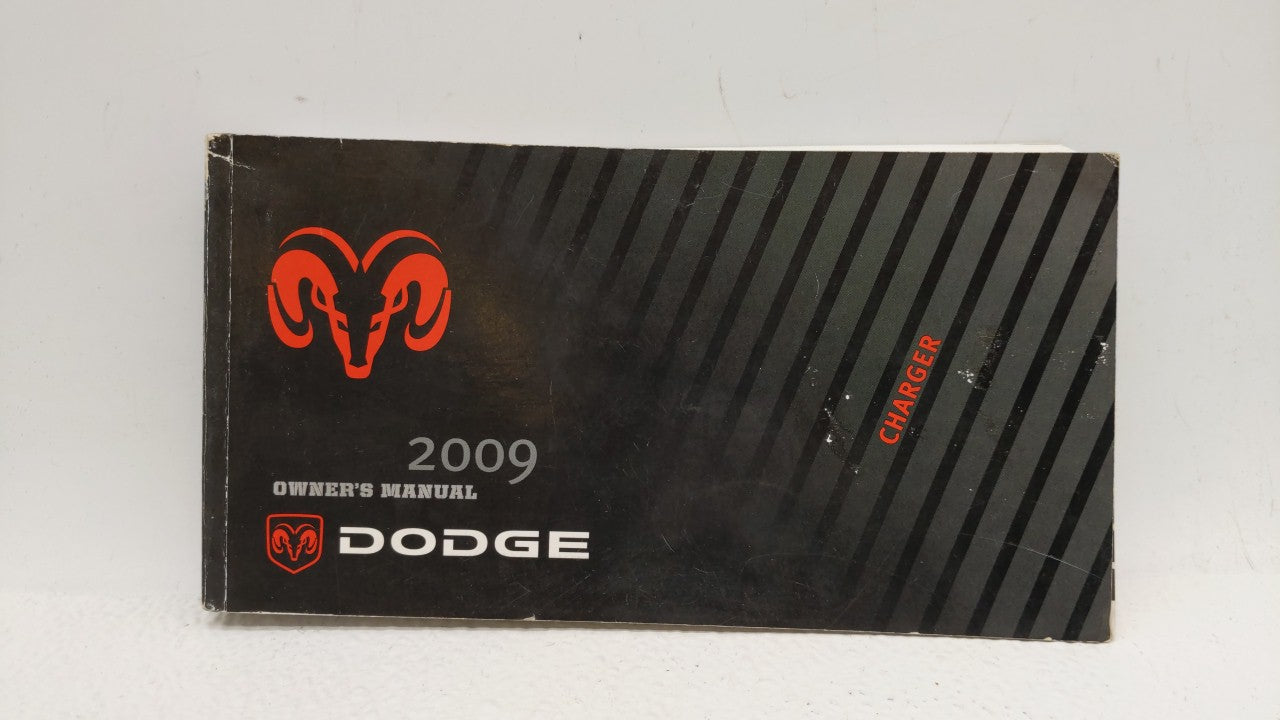 2009
OWNER'S MANUAL
DODGE
CHARGER